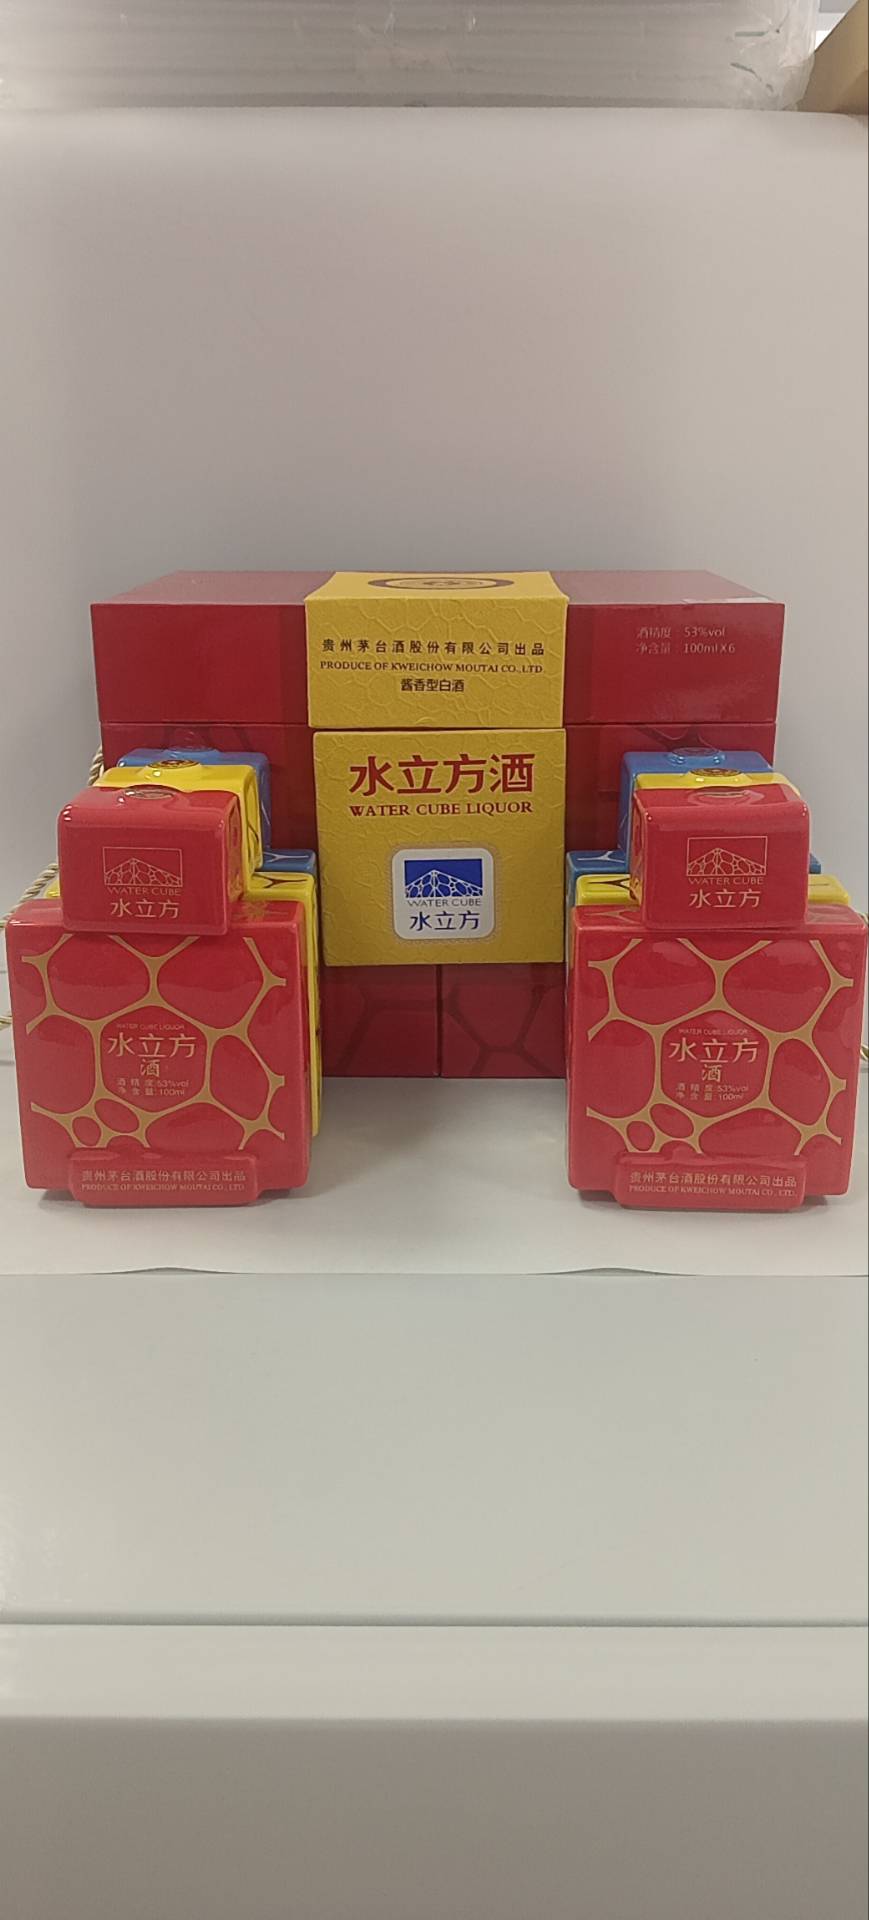 贵州茅台酒股份有限公司出品
PRODUCE OF KWEICHOW MOUTAI CO.,LTD.
酱香型白酒
酒精度：53%vol
净含量：100mlX6
水立方酒
WATER CUBE LIQUOR
WATER CUBE
水立方
WATER CUBE
水立方
WATER CUBE LIQUOR
水立方
酒
酒精度:53%vol
净含量:100ml
贵州茅台酒股份有限公司出品
PRODUCE OF KWEICHOW MOUTAI CO., LTD.
WATER CUBE
水立方
WATER CUBE LIQUOR
水立方
酒
酒精度:53%vol
净含量:100ml
贵州茅台酒股份有限公司出品
PRODUCE OF KWEICHOW MOUTAI CO., LTD.